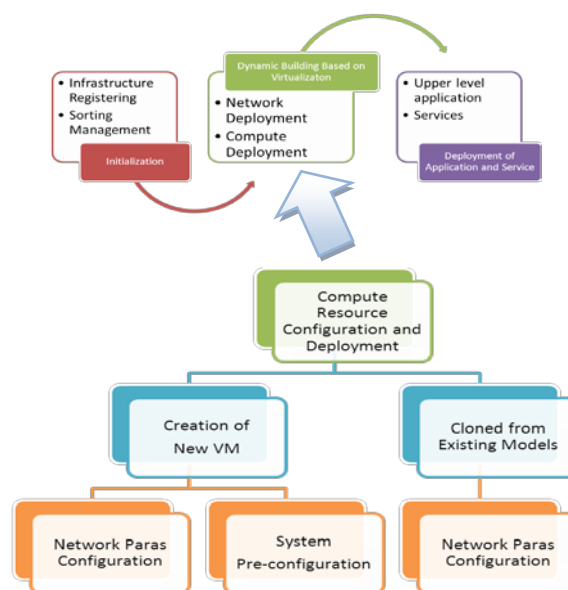 • Infrastructure
Registering
• Sorting
Management
Initialization
Dynamic Building Based on
Virtualizaton
• Network
Deployment
• Compute
Deployment
• Upper level
application
• Services
Deployment of
Application and Service
Compute
Resource
Configuration and
Deployment
Creation of
New VM
Cloned from
Existing Models
Network Paras
Configuration
System
Pre-configuration
Network Paras
Configuration